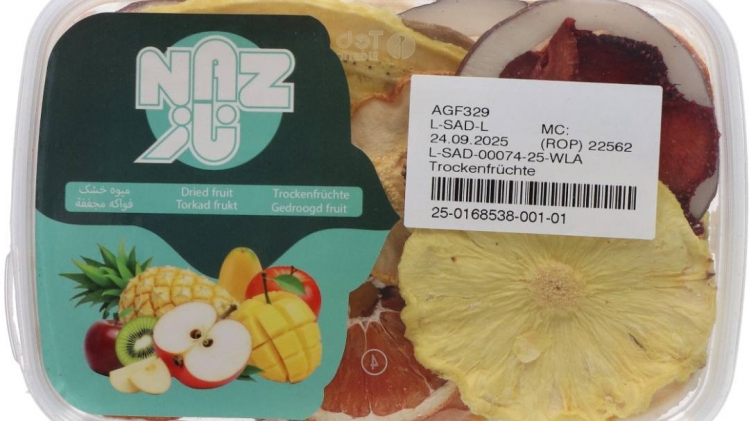 NAZ
ناز
میوه خشک
فواكه مجففة
Dried fruit
Torkad frukt
Trockenfrüchte
Gedroogd fruit
AGF329
L-SAD-L MC:
24.09.2025 (ROP) 22562
L-SAD-00074-25-WLA
Trockenfrüchte
25-0168538-001-01
4